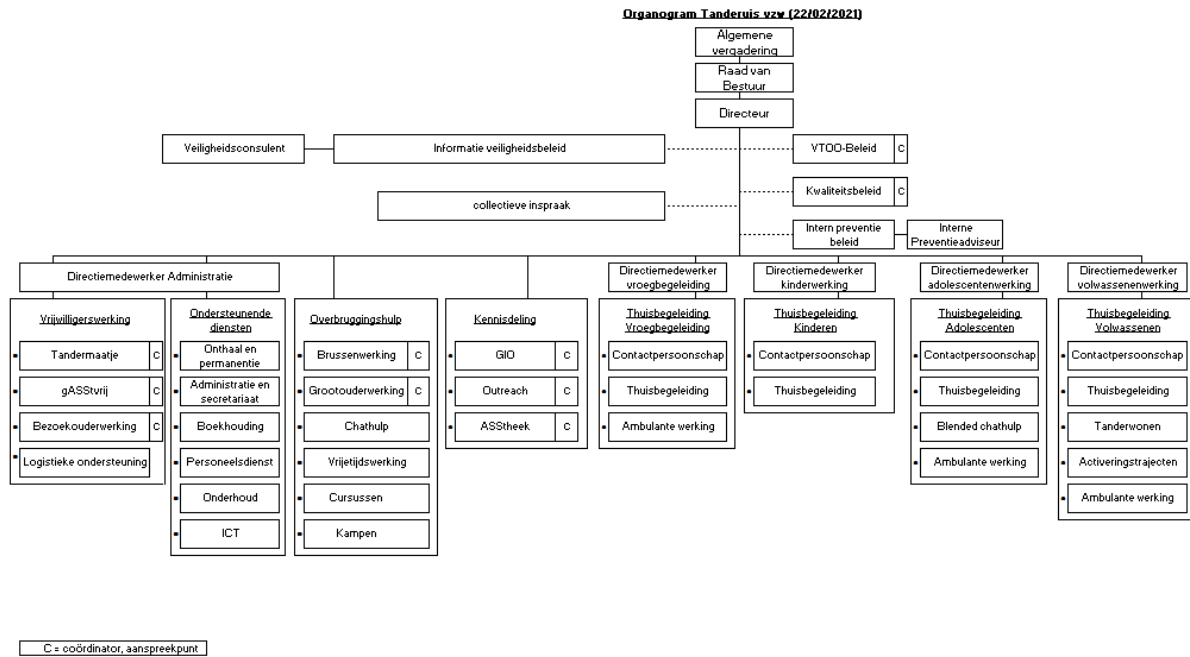 Organogram Tanderuis vzw (22/02/2021)
Algemene
vergadering
Raad van
Bestuur
Directeur
Veiligheidsconsulent
Informatie veiligheidsbeleid
VTOO-Beleid
C
Kwaliteitsbeleid
C
collectieve inspraak
Intern preventie
beleid
Interne
Preventieadviseur
Directiemedewerker Administratie
Directiemedewerker
vroegbegeleiding
Directiemedewerker
kinderwerking
Directiemedewerker
adolescentenwerking
Directiemedewerker
volwassenenwerking
Vrijwilligerswerking
Tandermaatje
C
gASStvrij
C
Bezoekouderwerking
C
Logistieke ondersteuning
Ondersteunende
diensten
Onthaal en
permanentie
Administratie en
secretariaat
Boekhouding
Personeelsdienst
Onderhoud
ICT
Overbruggingshulp
Brussenwerking
C
Grootouderwerking
C
Chathulp
Vrijetijdswerking
Cursussen
Kampen
Kennisdeling
GIO
C
Outreach
C
ASStheek
C
Thuisbegeleiding
Vroegbegeleiding
Contactpersoonschap
Thuisbegeleiding
Ambulante werking
Thuisbegeleiding
Kinderen
Contactpersoonschap
Thuisbegeleiding
Thuisbegeleiding
Adolescenten
Contactpersoonschap
Thuisbegeleiding
Blended chathulp
Ambulante werking
Thuisbegeleiding
Volwassenen
Contactpersoonschap
Thuisbegeleiding
Tanderwonen
Activeringstrajecten
Ambulante werking
C = coördinator, aanspreekpunt